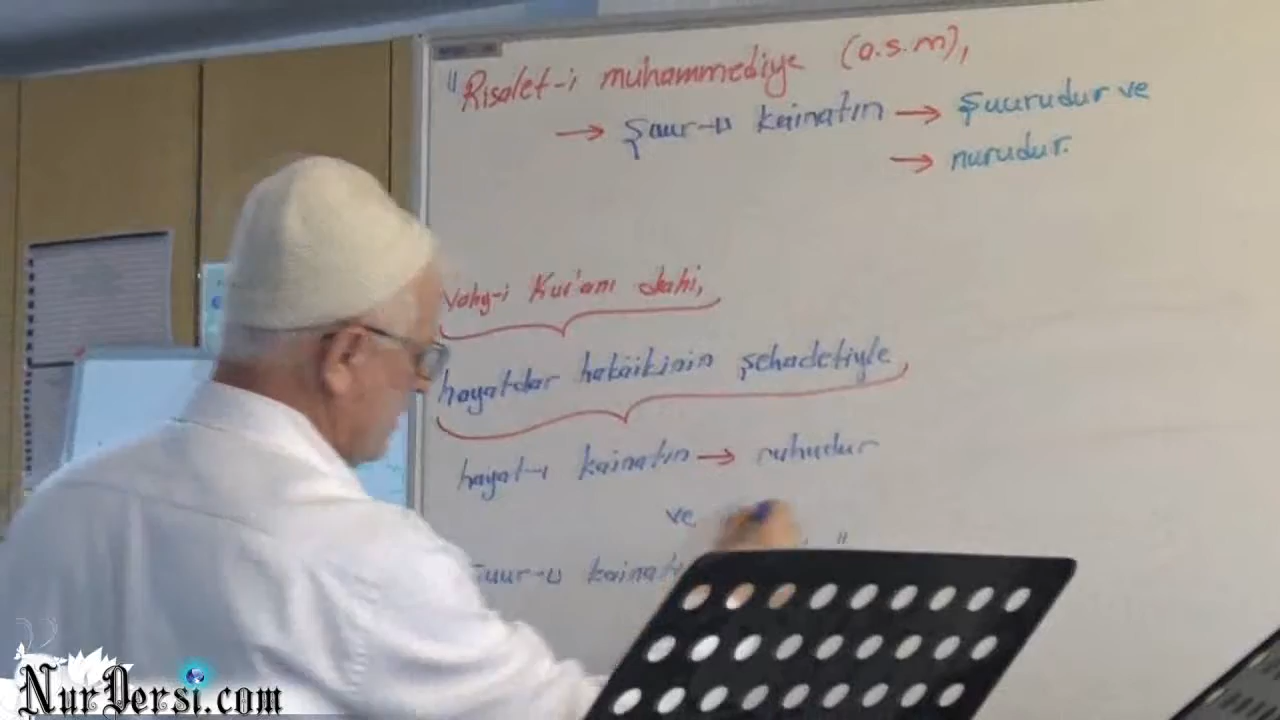 "Risalet-i muhammediye (a.s.m),
→ Şuur-u kainatın → şuurudur ve
→ nurudur.
Vahy-i Kur'anı dahi,
hayatdar hakaikinin şehadetiyle
hayat-ı kainatın → ruhudur
ve
şuur-u kainat "
NurDersi.com